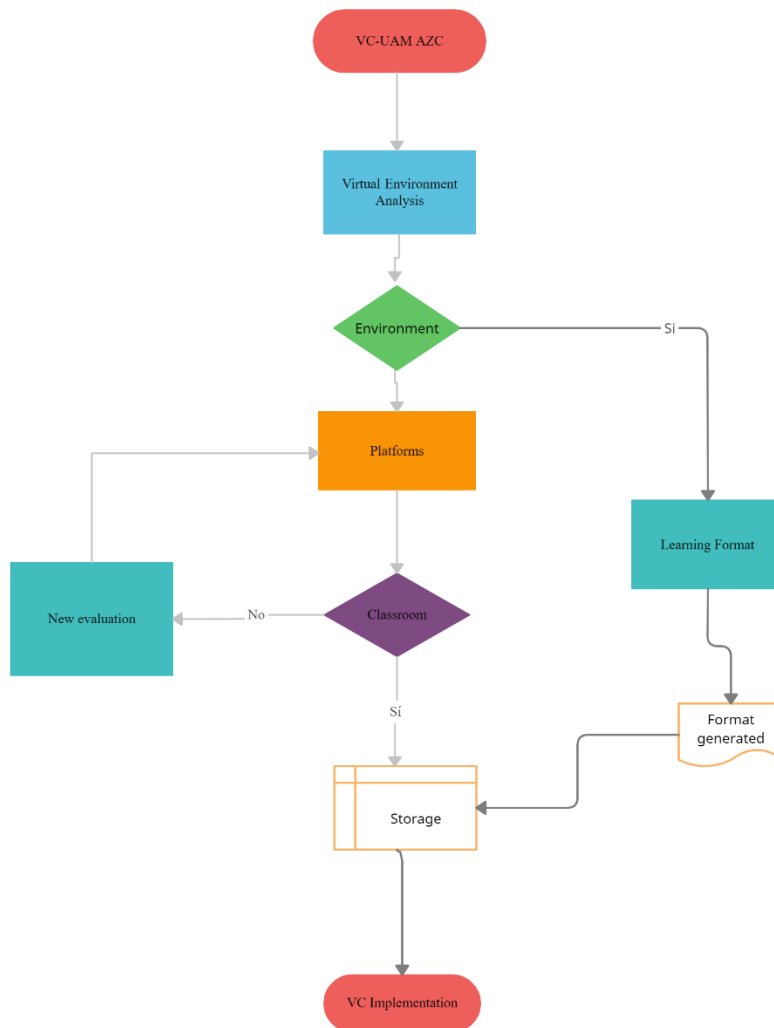 VC-UAM AZC
Virtual Environment
Analysis
Environment
Si
Platforms
Learning Format
New evaluation
No
Classroom
Sí
Format
generated
Storage
VC Implementation